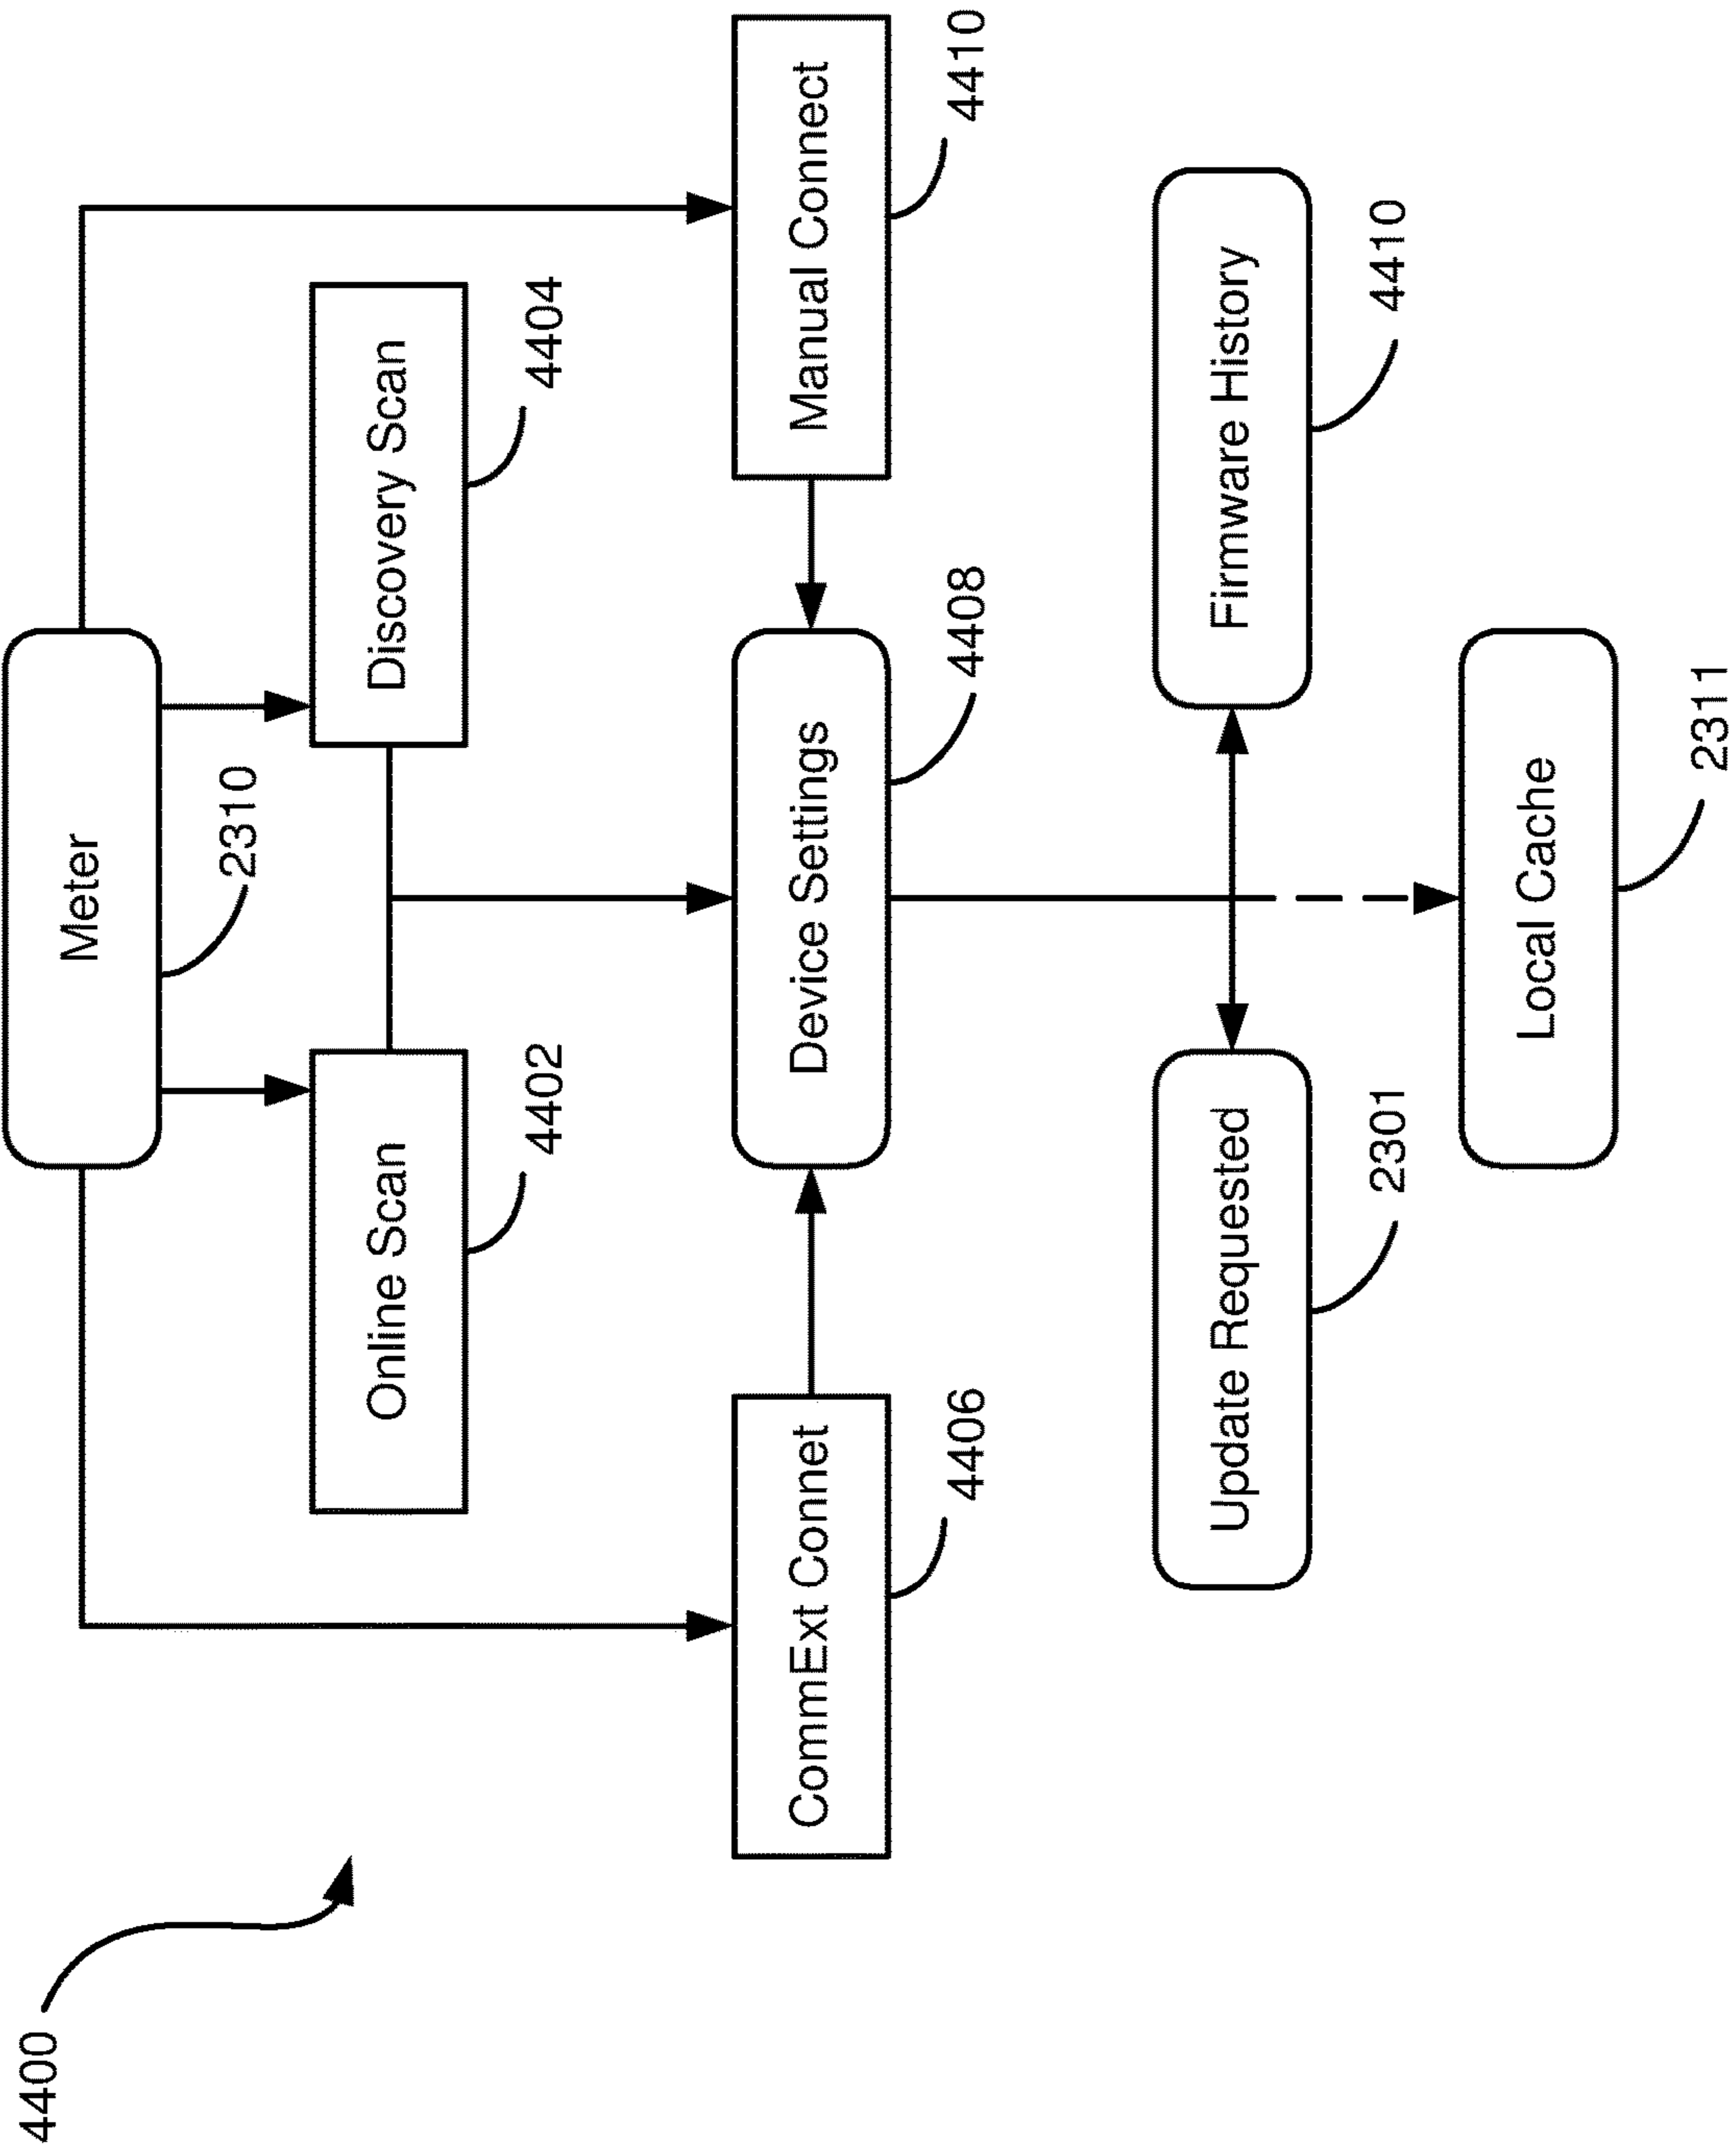 4400
Meter
2310
Online Scan
4402
Discovery Scan
4404
CommExt Connet
4406
Device Settings
4408
Manual Connect
4410
Update Requested
2301
Firmware History
4410
Local Cache
2311